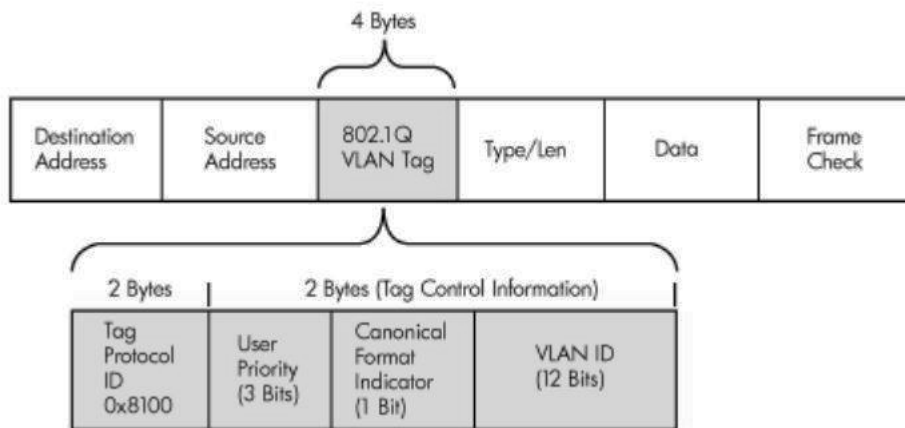 4 Bytes
Destination
Address
Source
Address
802.1Q
VLAN Tag
Type/Len
Data
Frame
Check
2 Bytes
2 Bytes (Tag Control Information)
Tag
Protocol
ID
0x8100
User
Priority
(3 Bits)
Canonical
Format
Indicator
(1 Bit)
VLAN ID
(12 Bits)